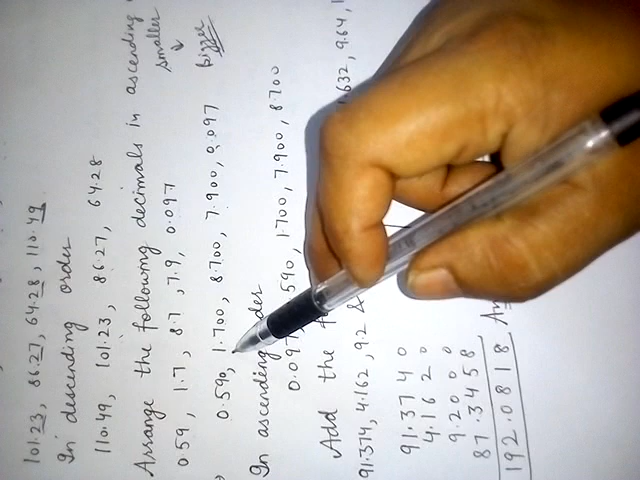 101.23, 86.27, 64.28, 110.49
In descending order
110.49, 101.23, 86.27, 64.28
Arrange the following decimals in ascending
smaller
bigger
0.59, 1.7, 8.7, 7.9, 0.097
0.590, 1.700, 8.700, 7.900, 0.097
In ascending
0.097 590, 1.700, 7.900, 8.700
Add the
91.374, 4.162, 9.2 & .632, 9.64,
91.3740
4.1620
9.2000
87.3458
192.0818